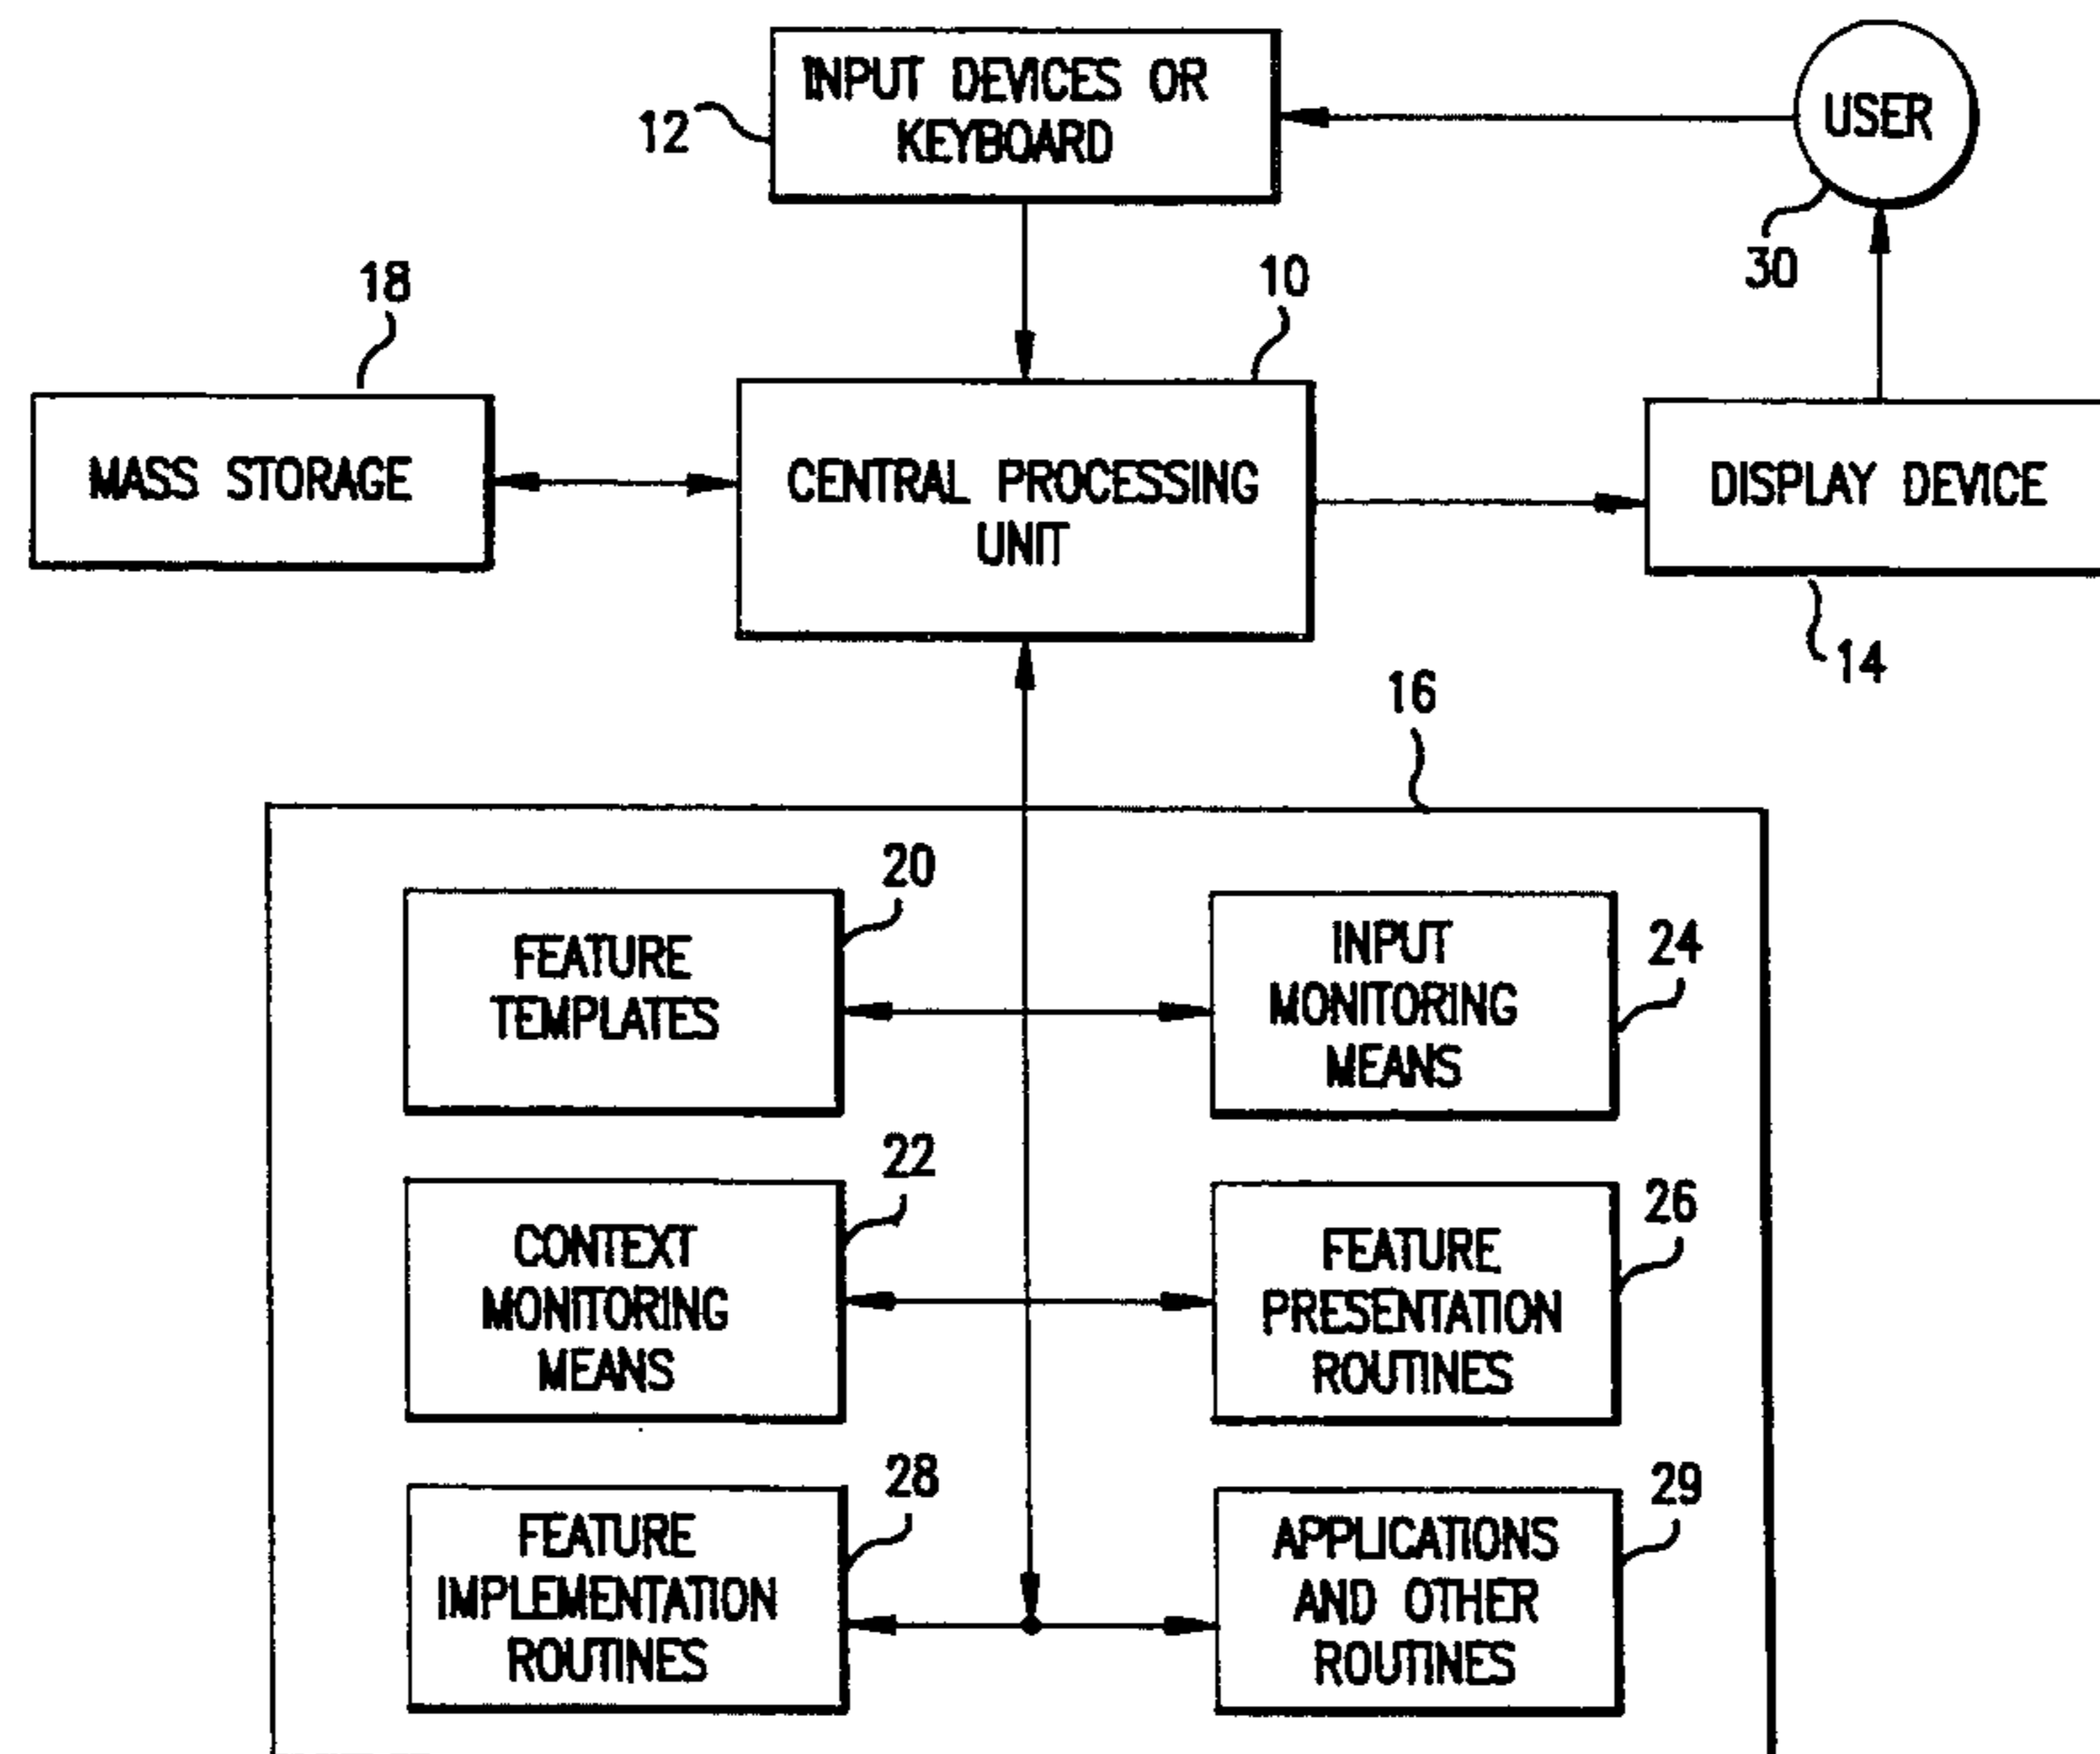 INPUT DEVICES OR
KEYBOARD
12
USER
30
18
10
MASS STORAGE
CENTRAL PROCESSING
UNIT
DISPLAY DEVICE
14
16
20
FEATURE
TEMPLATES
INPUT
MONITORING
MEANS
24
22
CONTEXT
MONITORING
MEANS
FEATURE
PRESENTATION
ROUTINES
26
28
FEATURE
IMPLEMENTATION
ROUTINES
APPLICATIONS
AND OTHER
ROUTINES
29